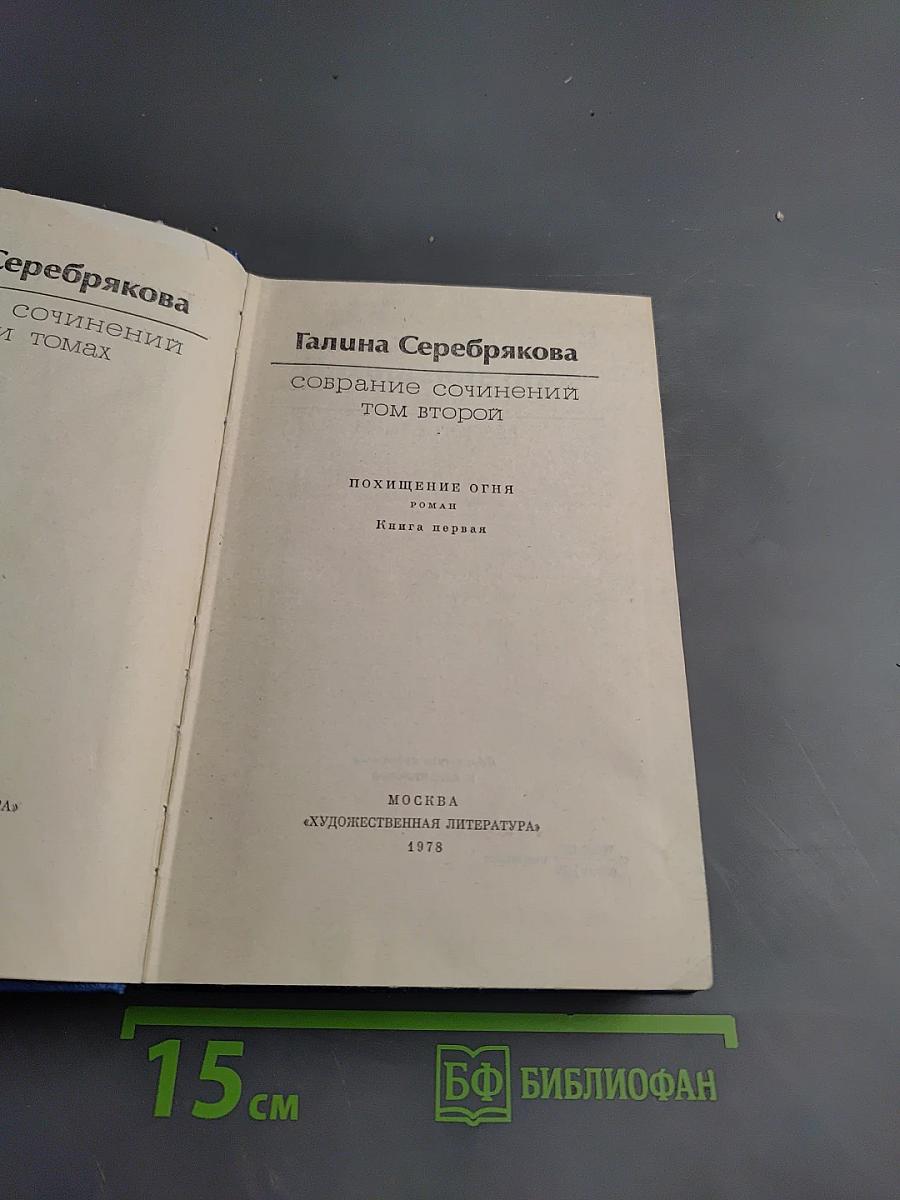 Серебрякова
сочинений
и томах
РА»
Галина Серебрякова
собрание сочинений
том второй
ПОХИЩЕНИЕ ОГНЯ
РОМАН
Книга первая
МОСКВА
«ХУДОЖЕСТВЕННАЯ ЛИТЕРАТУРА»
1978
15 см
БФ БИБЛИОФАН